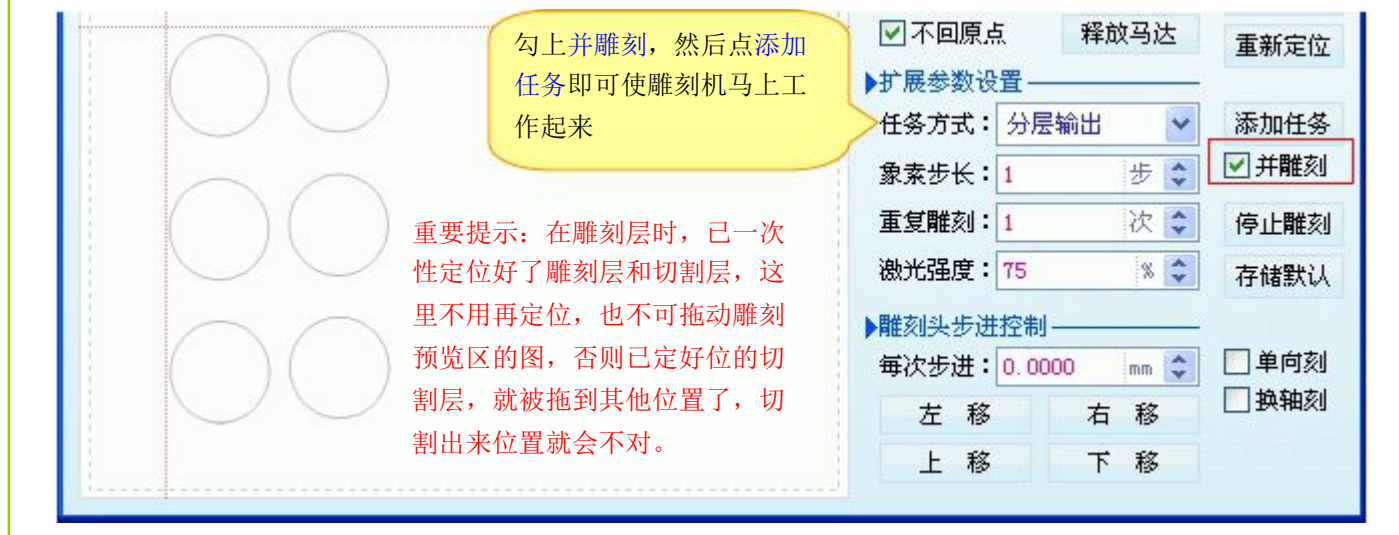 勾上并雕刻，然后点添加
任务即可使雕刻机马上工
作起来
重要提示：在雕刻层时，已一次
性定位好了雕刻层和切割层，这
里不用再定位，也不可拖动雕刻
预览区的图，否则已定好位的切
割层，就被拖到其他位置了，切
割出来位置就会不对。
不回原点 释放马达 重新定位
扩展参数设置
任务方式：分层输出 添加任务
并雕刻
象素步长：1 步
重复雕刻：1 次 停止雕刻
激光强度：75 % 存储默认
雕刻头步进控制
每次步进：0.0000 mm 单向刻
换轴刻
左 移 右 移
上 移 下 移